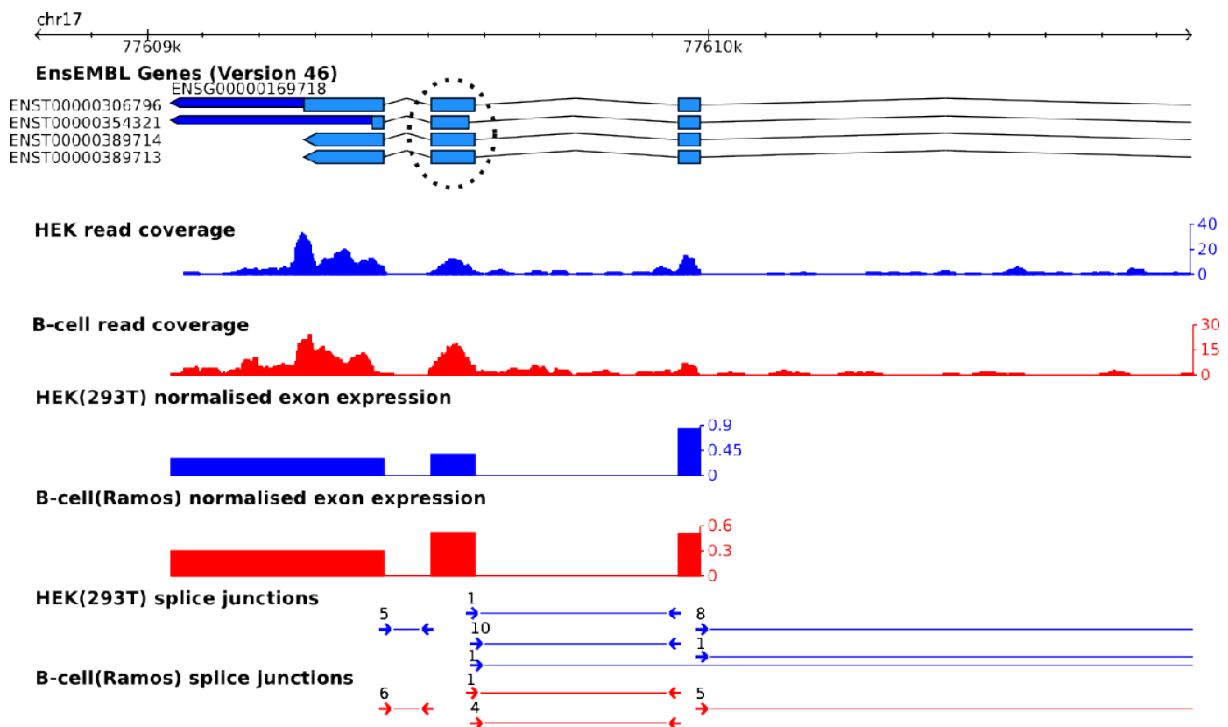 chr17
77609k 77610k
EnsEMBL Genes (Version 46)
ENSG00000169718
ENST00000306796
ENST00000354321
ENST00000389714
ENST00000389713
HEK read coverage
40
20
0
B-cell read coverage
30
15
0
HEK(293T) normalised exon expression
0.9
0.45
0
B-cell(Ramos) normalised exon expression
0.6
0.3
0
HEK(293T) splice junctions
1
5 8
10 1
1
B-cell(Ramos) splice junctions
1
6 5
4